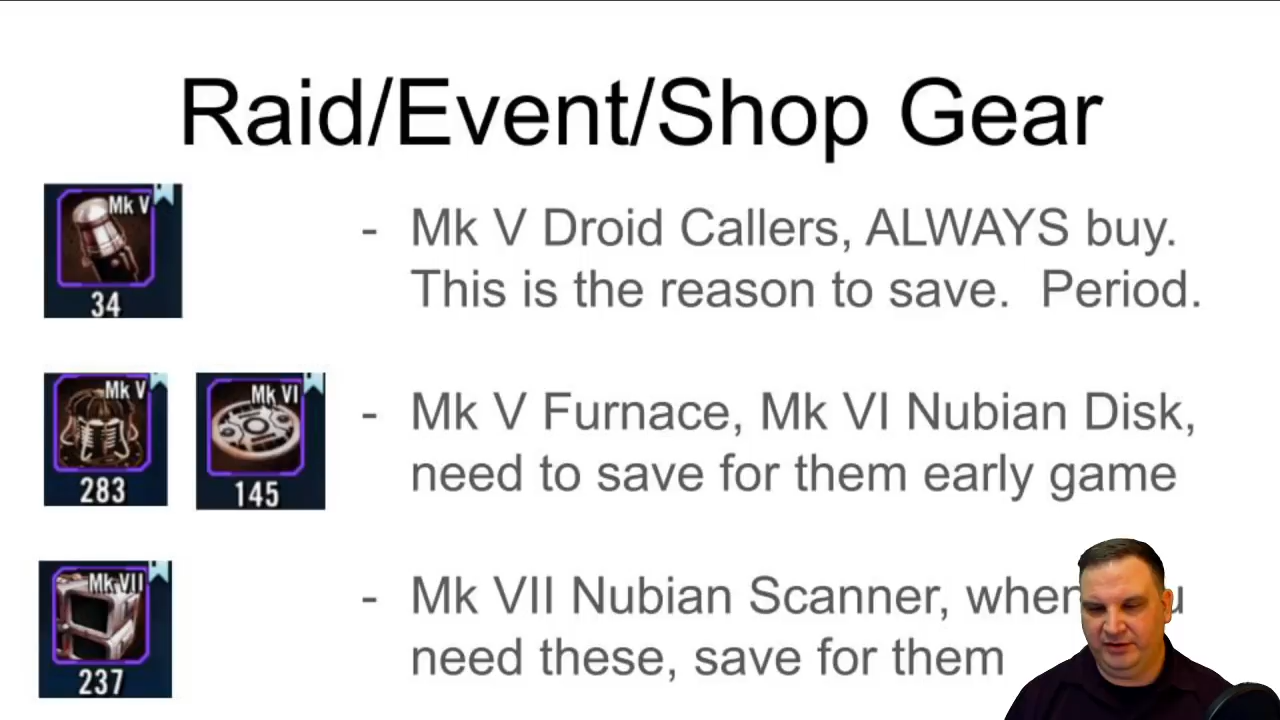 Raid/Event/Shop Gear
Mk V
34
- Mk V Droid Callers, ALWAYS buy.
This is the reason to save. Period.
Mk V
283
Mk VI
145
- Mk V Furnace, Mk VI Nubian Disk,
need to save for them early game
Mk VII
237
- Mk VII Nubian Scanner, when
need these, save for them